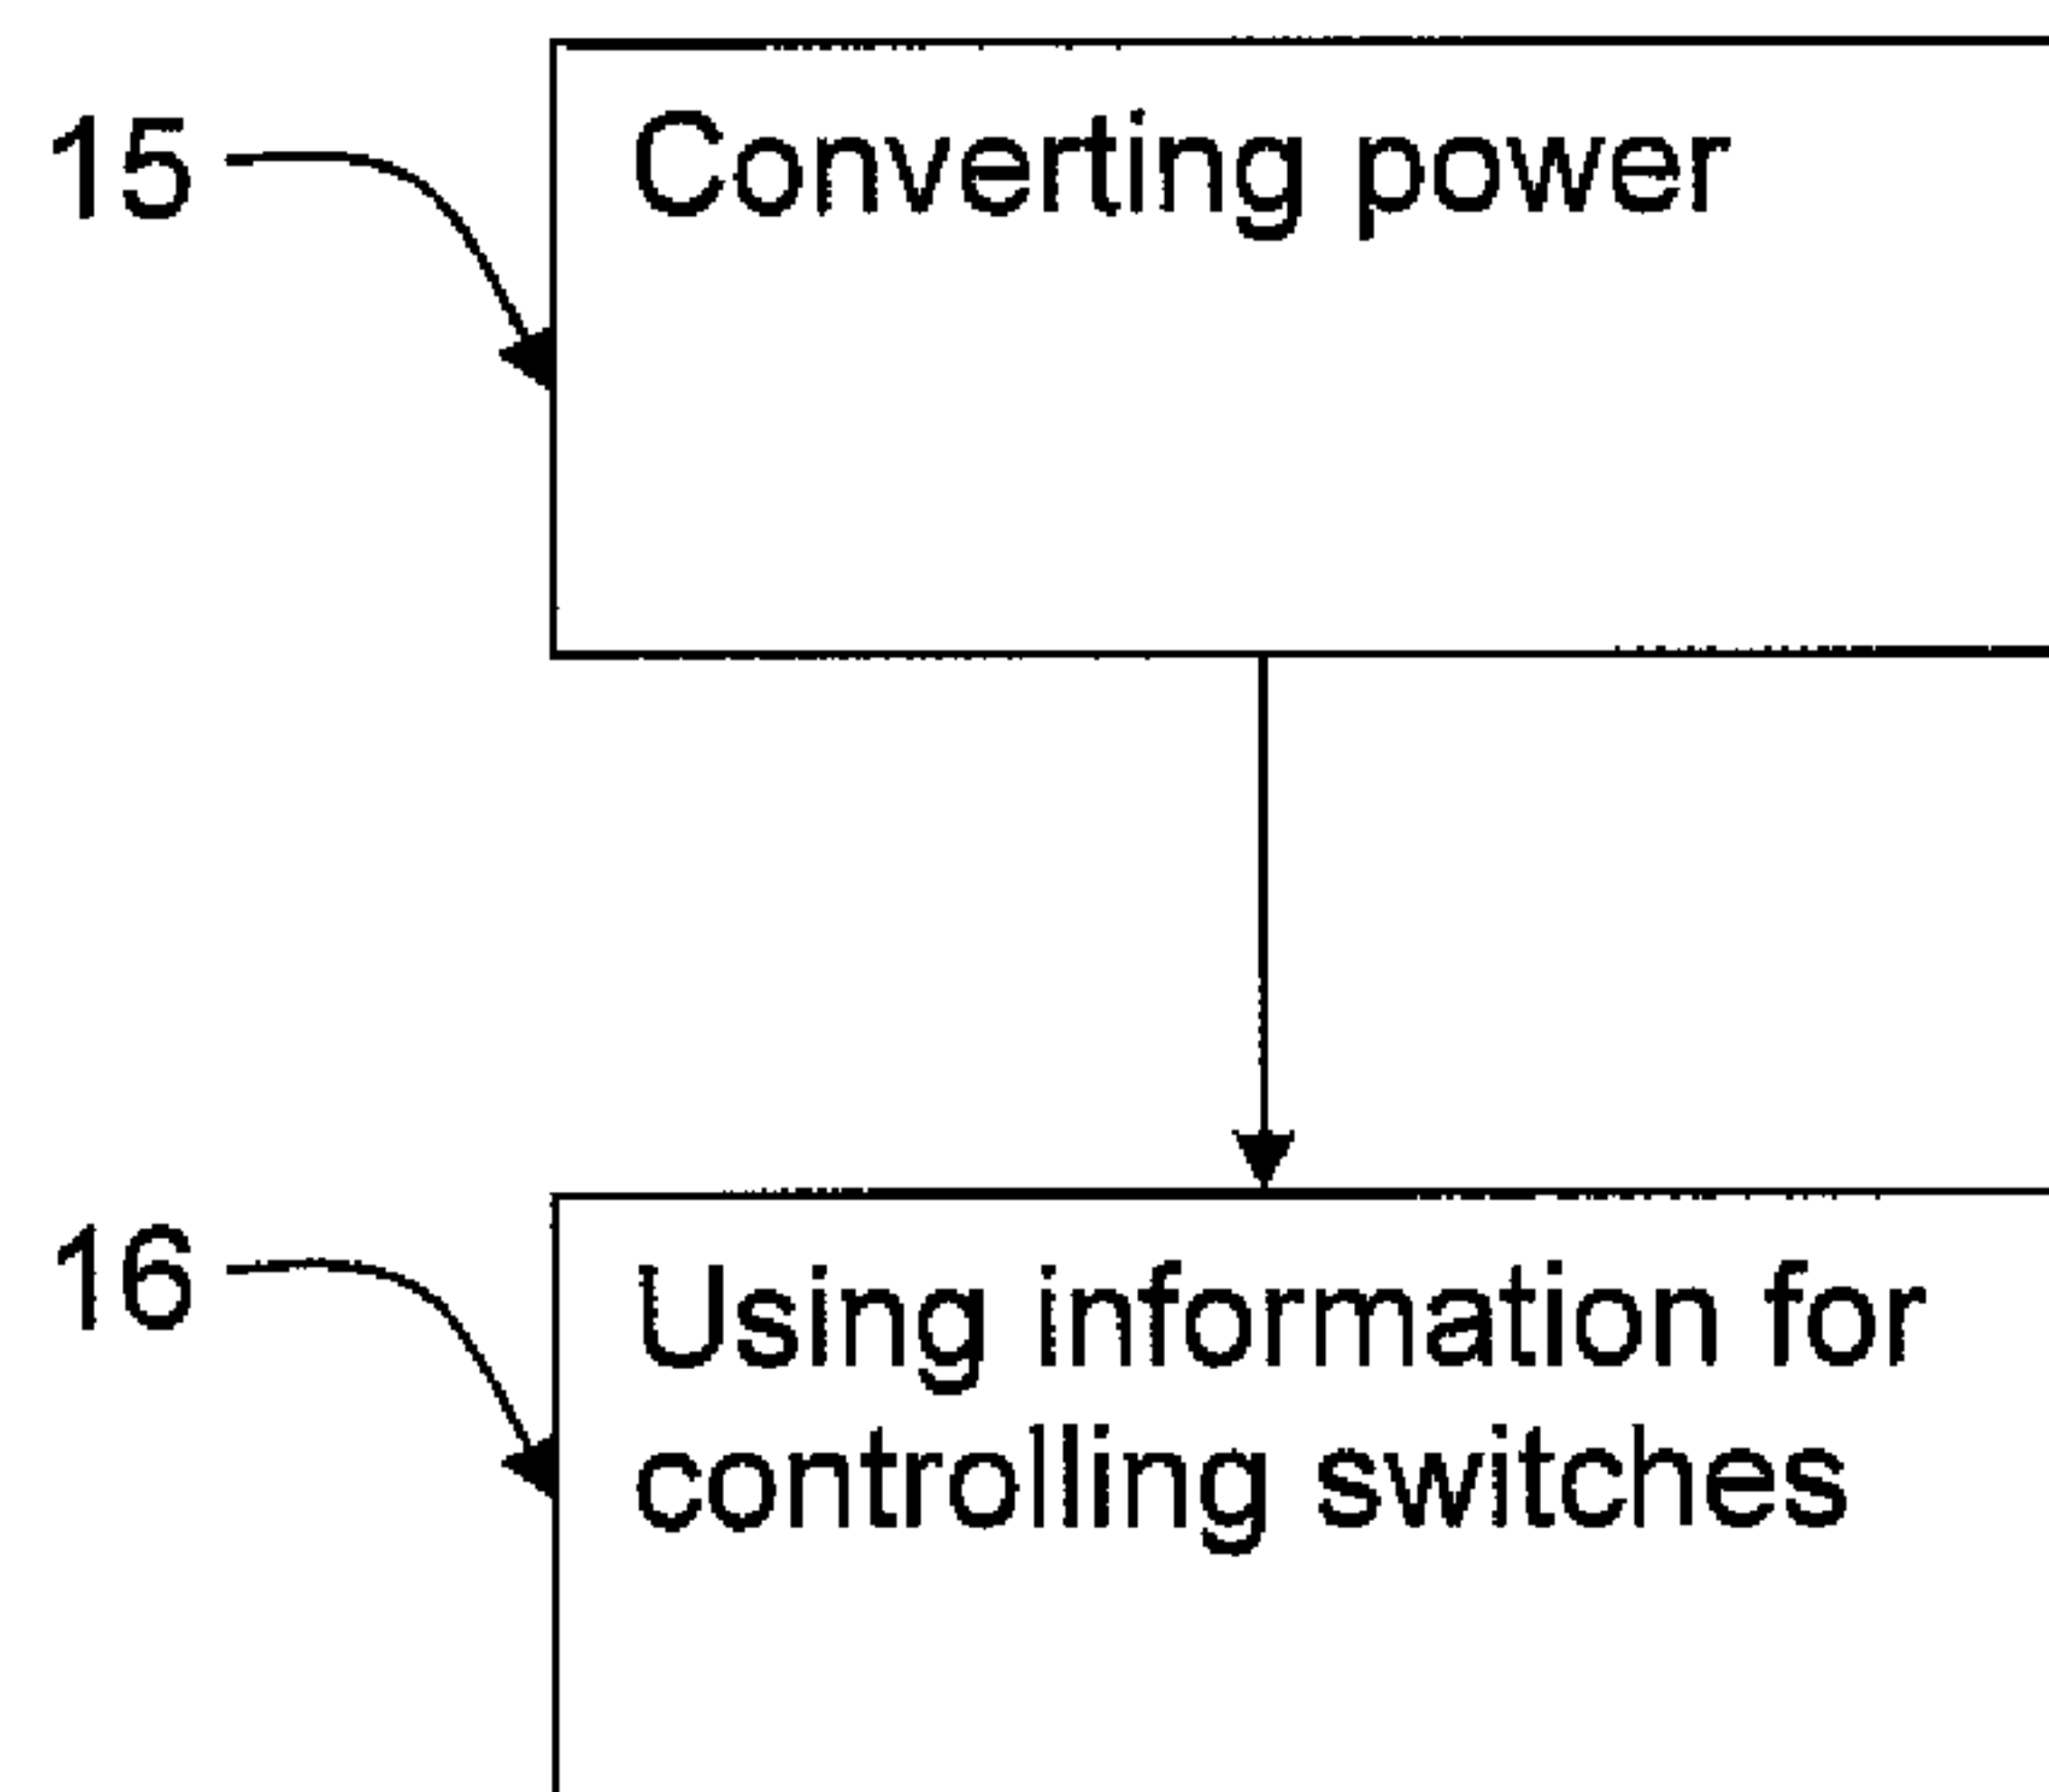 15
Converting power
16
Using information for
controlling switches